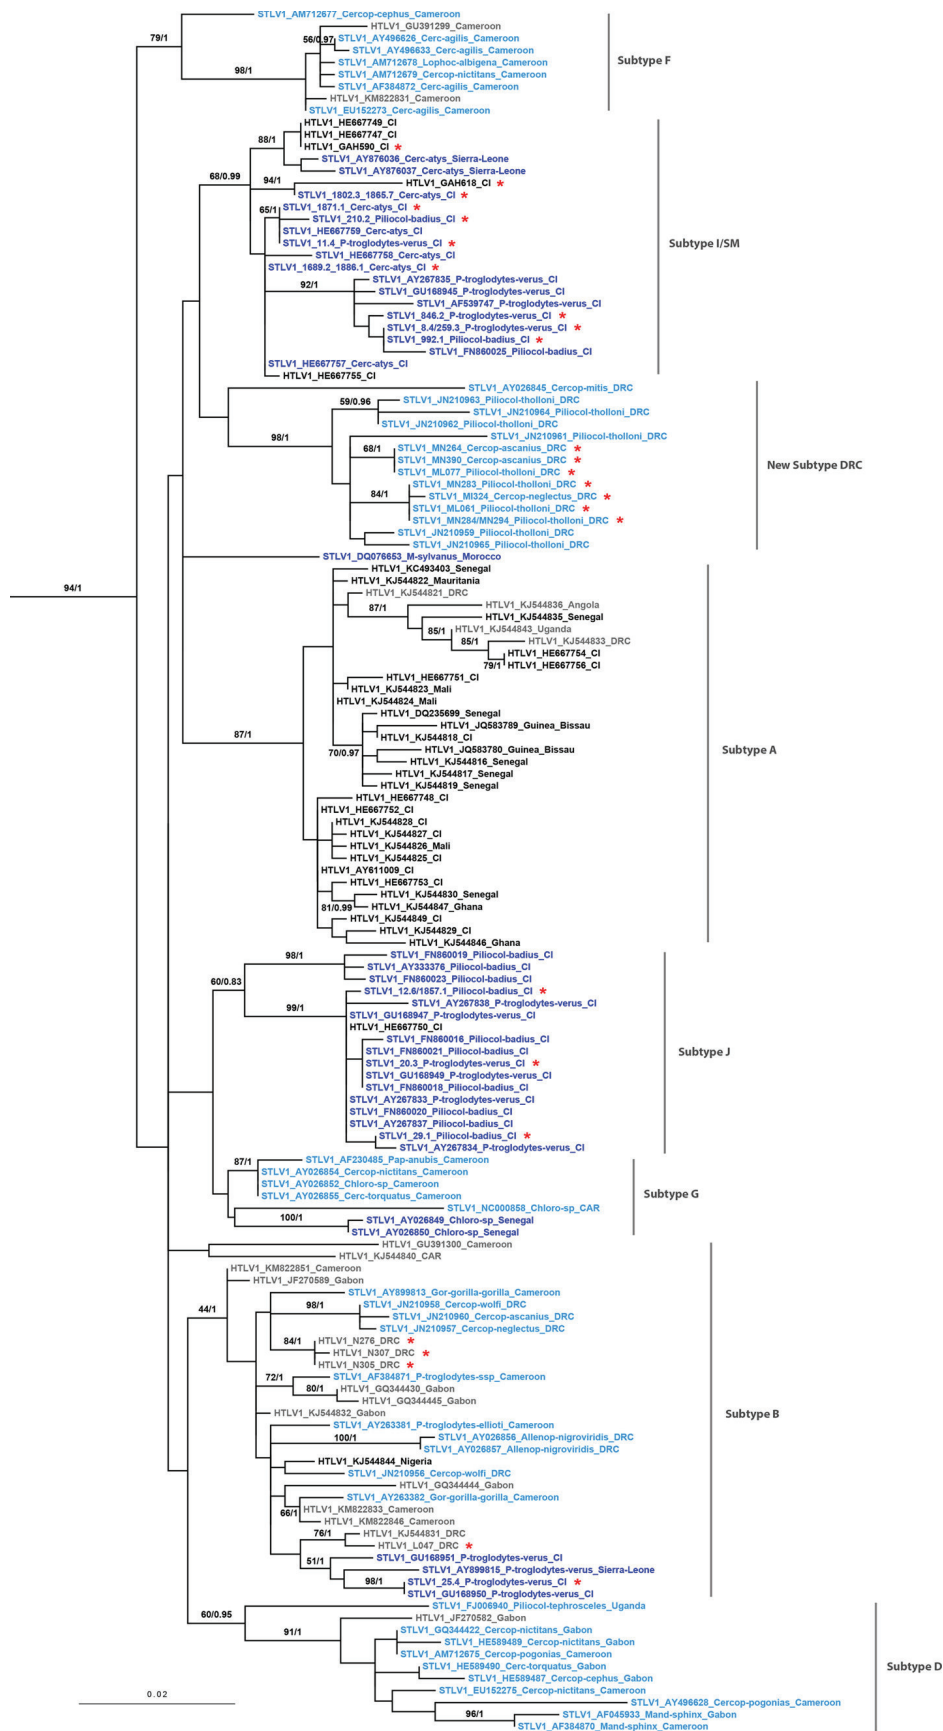 STLV1_AM712677_Cercop-cephus_Cameroon
79/1
HTLV1_GU391299_Cameroon
56/0.97
STLV1_AY496626_Cerc-agilis_Cameroon
STLV1_AY496633_Cerc-agilis_Cameroon
STLV1_AM712678_Lophoc-albigena_Cameroon
Subtype F
98/1
STLV1_AM712679_Cercop-nictitans_Cameroon
STLV1_AF384872_Cerc-agilis_Cameroon
HTLV1_KM822831_Cameroon
STLV1_EU152273_Cerc-agilis_Cameroon
HTLV1_HE667749_CI
88/1
HTLV1_HE667747_CI
HTLV1_GAH590_CI *
STLV1_AY876036_Cerc-atys_Sierra-Leone
68/0.99
STLV1_AY876037_Cerc-atys_Sierra-Leone
94/1
HTLV1_GAH618_CI *
STLV1_1802.3_1865.7_Cerc-atys_CI *
65/1
STLV1_1871.1_Cerc-atys_CI *
STLV1_210.2_Piliocol-badius_CI *
STLV1_HE667759_Cerc-atys_CI
STLV1_11.4_P-troglodytes-verus_CI *
Subtype I/SM
STLV1_HE667758_Cerc-atys_CI
STLV1_1689.2_1886.1_Cerc-atys_CI *
STLV1_AY267835_P-troglodytes-verus_CI
92/1
STLV1_GU168945_P-troglodytes-verus_CI
STLV1_AF539747_P-troglodytes-verus_CI
STLV1_846.2_P-troglodytes-verus_CI *
STLV1_8.4/259.3_P-troglodytes-verus_CI *
STLV1_992.1_Piliocol-badius_CI *
STLV1_FN860025_Piliocol-badius_CI
STLV1_HE667757_Cerc-atys_CI
HTLV1_HE667755_CI
STLV1_AY026845_Cercop-mitis_DRC
59/0.96
STLV1_JN210963_Piliocol-tholloni_DRC
STLV1_JN210964_Piliocol-tholloni_DRC
STLV1_JN210962_Piliocol-tholloni_DRC
98/1
STLV1_JN210961_Piliocol-tholloni_DRC
68/1
STLV1_MN264_Cercop-ascanius_DRC *
STLV1_MN390_Cercop-ascanius_DRC *
STLV1_ML077_Piliocol-tholloni_DRC *
New Subtype DRC
STLV1_MN283_Piliocol-tholloni_DRC *
84/1
STLV1_MI324_Cercop-neglectus_DRC *
STLV1_ML061_Piliocol-tholloni_DRC *
STLV1_MN284/MN294_Piliocol-tholloni_DRC *
STLV1_JN210959_Piliocol-tholloni_DRC
STLV1_JN210965_Piliocol-tholloni_DRC
STLV1_DQ076653_M-sylvanus_Morocco
HTLV1_KC493403_Senegal
94/1
HTLV1_KJ544822_Mauritania
HTLV1_KJ544821_DRC
87/1
HTLV1_KJ544836_Angola
HTLV1_KJ544835_Senegal
85/1
HTLV1_KJ544843_Uganda
85/1
HTLV1_KJ544833_DRC
HTLV1_HE667754_CI
79/1
HTLV1_HE667756_CI
HTLV1_HE667751_CI
HTLV1_KJ544823_Mali
HTLV1_KJ544824_Mali
HTLV1_DQ235699_Senegal
HTLV1_JQ583789_Guinea_Bissau
87/1
HTLV1_KJ544818_CI
70/0.97
HTLV1_JQ583780_Guinea_Bissau
Subtype A
HTLV1_KJ544816_Senegal
HTLV1_KJ544817_Senegal
HTLV1_KJ544819_Senegal
HTLV1_HE667748_CI
HTLV1_HE667752_CI
HTLV1_KJ544828_CI
HTLV1_KJ544827_CI
HTLV1_KJ544826_Mali
HTLV1_KJ544825_CI
HTLV1_AY611009_CI
HTLV1_HE667753_CI
HTLV1_KJ544830_Senegal
81/0.99
HTLV1_KJ544847_Ghana
HTLV1_KJ544849_CI
HTLV1_KJ544829_CI
HTLV1_KJ544846_Ghana
98/1
STLV1_FN860019_Piliocol-badius_CI
STLV1_AY333376_Piliocol-badius_CI
60/0.83
STLV1_FN860023_Piliocol-badius_CI
STLV1_12.6/1857.1_Piliocol-badius_CI *
99/1
STLV1_AY267838_P-troglodytes-verus_CI
STLV1_GU168947_P-troglodytes-verus_CI
HTLV1_HE667750_CI
STLV1_FN860016_Piliocol-badius_CI
STLV1_FN860021_Piliocol-badius_CI
Subtype J
STLV1_20.3_P-troglodytes-verus_CI *
STLV1_GU168949_P-troglodytes-verus_CI
STLV1_FN860018_Piliocol-badius_CI
STLV1_AY267833_P-troglodytes-verus_CI
STLV1_FN860020_Piliocol-badius_CI
STLV1_AY267837_Piliocol-badius_CI
STLV1_29.1_Piliocol-badius_CI *
STLV1_AY267834_P-troglodytes-verus_CI
87/1
STLV1_AF230485_Pap-anubis_Cameroon
STLV1_AY026854_Cercop-nictitans_Cameroon
STLV1_AY026852_Chloro-sp_Cameroon
STLV1_AY026855_Cerc-torquatus_Cameroon
Subtype G
STLV1_NC000858_Chloro-sp_CAR
100/1
STLV1_AY026849_Chloro-sp_Senegal
STLV1_AY026850_Chloro-sp_Senegal
HTLV1_GU391300_Cameroon
HTLV1_KJ544840_CAR
HTLV1_KM822851_Cameroon
HTLV1_JF270589_Gabon
STLV1_AY899813_Gor-gorilla-gorilla_Cameroon
44/1
98/1
STLV1_JN210958_Cercop-wolfi_DRC
STLV1_JN210960_Cercop-ascanius_DRC
STLV1_JN210957_Cercop-neglectus_DRC
84/1
HTLV1_N276_DRC *
HTLV1_N307_DRC *
HTLV1_N305_DRC *
72/1
STLV1_AF384871_P-troglodytes-ssp_Cameroon
80/1
HTLV1_GQ344430_Gabon
HTLV1_GQ344445_Gabon
HTLV1_KJ544832_Gabon
Subtype B
STLV1_AY263381_P-troglodytes-ellioti_Cameroon
100/1
STLV1_AY026856_Allenop-nigroviridis_DRC
STLV1_AY026857_Allenop-nigroviridis_DRC
HTLV1_KJ544844_Nigeria
STLV1_JN210956_Cercop-wolfi_DRC
HTLV1_GQ344444_Gabon
STLV1_AY263382_Gor-gorilla-gorilla_Cameroon
66/1
HTLV1_KM822833_Cameroon
HTLV1_KM822846_Cameroon
76/1
HTLV1_KJ544831_DRC
HTLV1_L047_DRC *
51/1
STLV1_GU168951_P-troglodytes-verus_CI
STLV1_AY899815_P-troglodytes-verus_Sierra-Leone
98/1
STLV1_25.4_P-troglodytes-verus_CI *
STLV1_GU168950_P-troglodytes-verus_CI
60/0.95
STLV1_FJ006940_Piliocol-tephrosceles_Uganda
HTLV1_JF270582_Gabon
91/1
STLV1_GQ344422_Cercop-nictitans_Gabon
STLV1_HE589489_Cercop-nictitans_Gabon
STLV1_AM712675_Cercop-pogonias_Cameroon
STLV1_HE589490_Cerc-torquatus_Gabon
Subtype D
STLV1_HE589487_Cercop-cephus_Gabon
STLV1_EU152275_Cercop-nictitans_Cameroon
0.02
STLV1_AY496628_Cercop-pogonias_Cameroon
96/1
STLV1_AF045933_Mand-sphinx_Gabon
STLV1_AF384870_Mand-sphinx_Cameroon